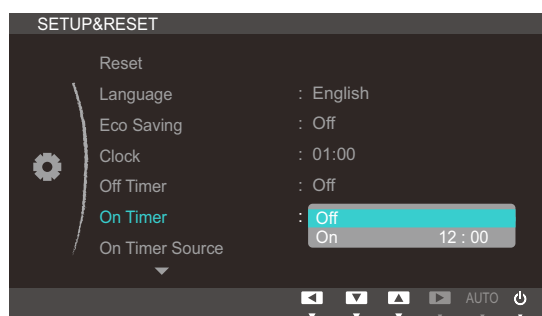 SETUP&RESET
Reset
Language : English
Eco Saving : Off
Clock : 01:00
Off Timer : Off
On Timer : Off
On 12 : 00
On Timer Source
AUTO